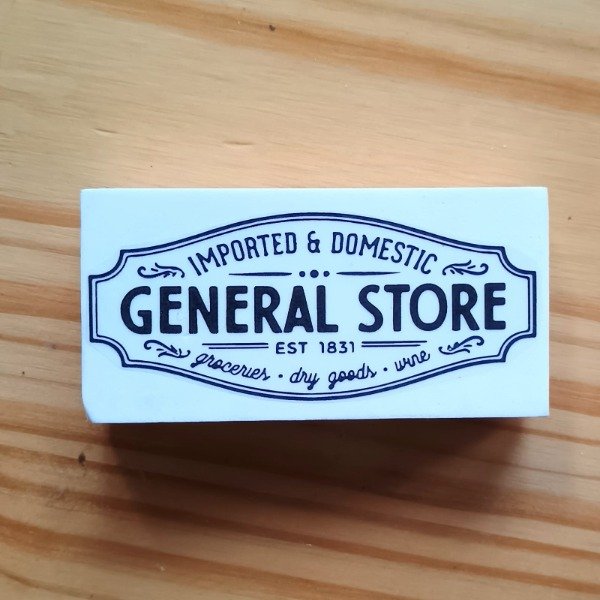 IMPORTED & DOMESTIC
GENERAL STORE
EST 1831
groceries • dry goods • wine